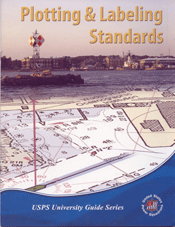 Plotting & Labeling
Standards
USPS University Guide Series